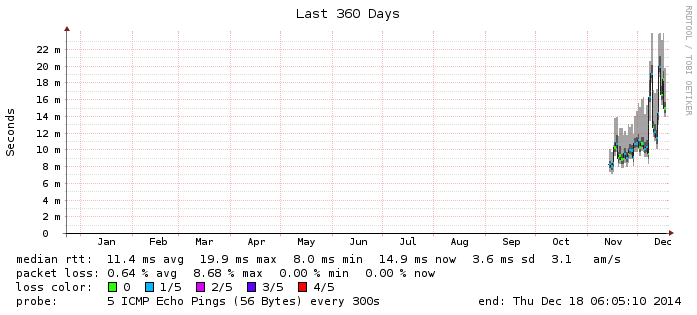 Last 360 Days
RRDTOOL / TOBI OETIKER
Seconds
22 m
20 m
18 m
16 m
14 m
12 m
10 m
8 m
6 m
4 m
2 m
0
Jan Feb Mar Apr May Jun Jul Aug Sep Oct Nov Dec
median rtt: 11.4 ms avg 19.9 ms max 8.0 ms min 14.9 ms now 3.6 ms sd 3.1 am/s
packet loss: 0.64 % avg 8.68 % max 0.00 % min 0.00 % now
loss color: 0 1/5 2/5 3/5 4/5
probe: 5 ICMP Echo Pings (56 Bytes) every 300s end: Thu Dec 18 06:05:10 2014